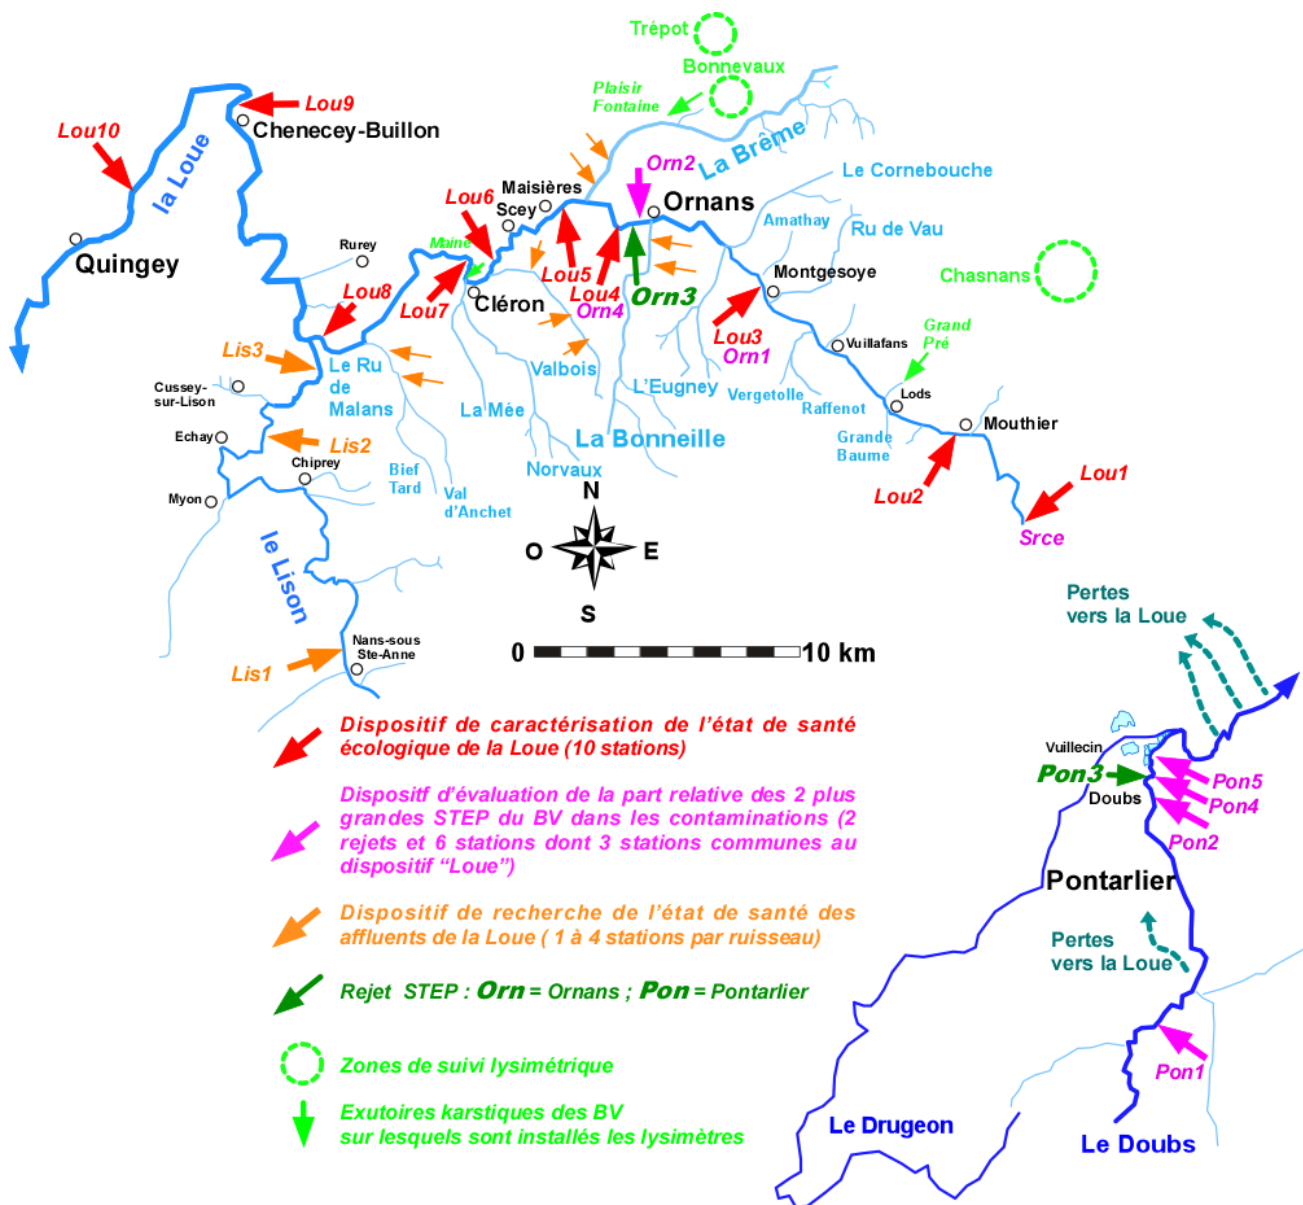 Trépot
Bonnevaux
Plaisir
Fontaine
Lou9
Chenecey-Buillon
Lou10
la Loue
La Brême
Orn2
Le Cornebouche
Maisières
Lou6
Scey
Ornans
Amathay
Ru de Vau
Quingey
Rurey
Maine
Chasnans
Montgesoye
Lou5
Lou8
Lou7
Cléron
Lou4
Orn4
Orn3
Lou3
Orn1
Grand
Pré
Vuillafans
Lis3
Le Ru
de
Malans
Valbois
L'Eugney
Vergetolle
Raffenot
Lods
Cussey-
sur-Lison
La Mée
La Bonneille
Grande
Baume
Mouthier
Echay
Lis2
Chiprey
Bief
Tard
Norvaux
Val
d'Anchet
Lou2
Lou1
Myon
Srce
N
O
E
S
le Lison
Pertes
vers la Loue
Nans-sous
Ste-Anne
Lis1
0
10 km
Dispositif de caractérisation de l'état de santé
écologique de la Loue (10 stations)
Vuillecin
Pon3
Doubs
Pon5
Pon4
Pon2
Dispositf d'évaluation de la part relative des 2 plus
grandes STEP du BV dans les contaminations (2
rejets et 6 stations dont 3 stations communes au
dispositif “Loue”)
Pontarlier
Dispositif de recherche de l'état de santé des
affluents de la Loue ( 1 à 4 stations par ruisseau)
Pertes
vers la Loue
Rejet STEP : Orn = Ornans ; Pon = Pontarlier
Zones de suivi lysimétrique
Pon1
Exutoires karstiques des BV
sur lesquels sont installés les lysimètres
Le Drugeon
Le Doubs